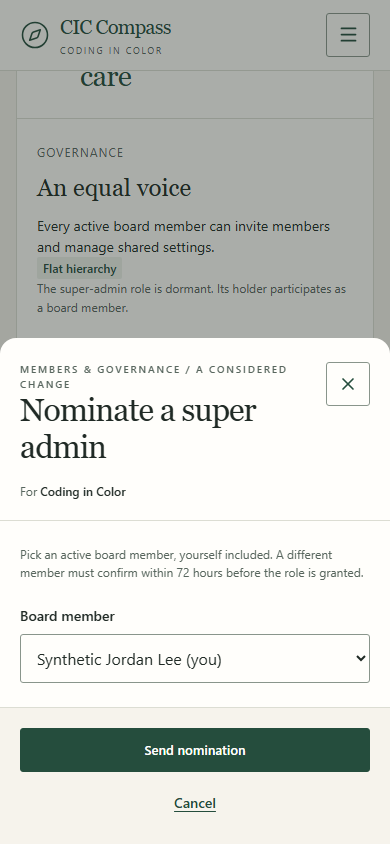 CIC Compass
CODING IN COLOR
care
GOVERNANCE
An equal voice
Every active board member can invite members
and manage shared settings.
Flat hierarchy
The super-admin role is dormant. Its holder participates as
a board member.
MEMBERS & GOVERNANCE / A CONSIDERED
CHANGE
Nominate a super
admin
For Coding in Color
Pick an active board member, yourself included. A different
member must confirm within 72 hours before the role is granted.
Board member
Synthetic Jordan Lee (you)
Send nomination
Cancel